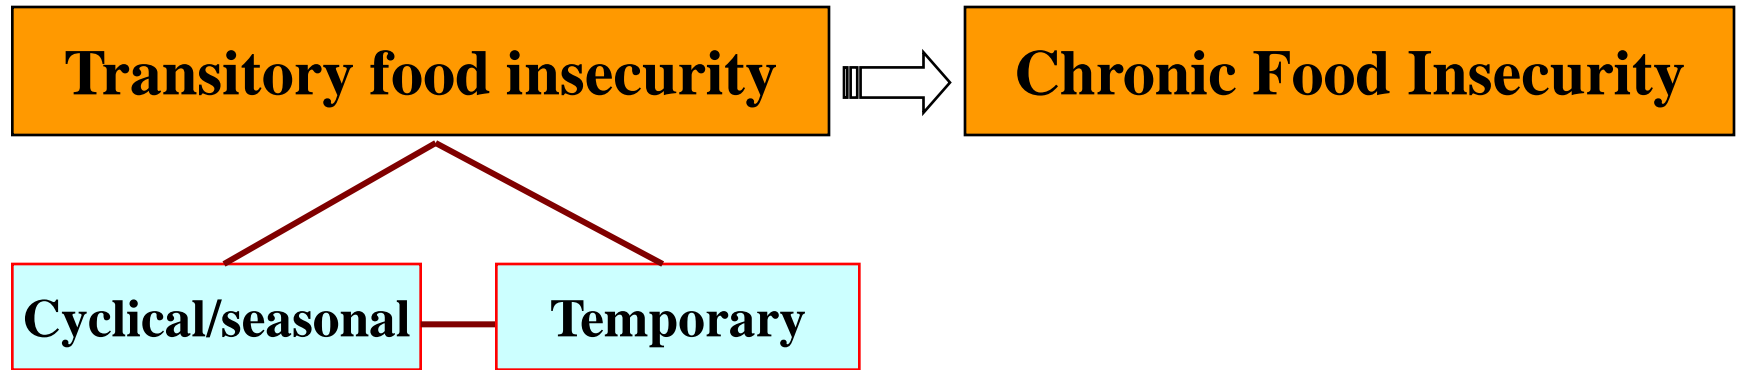 Transitory food insecurity
Chronic Food Insecurity
Cyclical/seasonal
Temporary